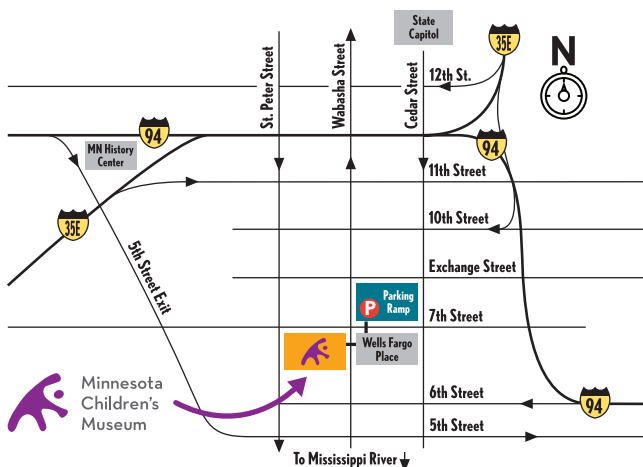 State
Capitol
35E
N
12th St.
St. Peter Street
Wabasha Street
Cedar Street
94
MN History
Center
94
11th Street
35E
10th Street
5th Street Exit
Exchange Street
P
Parking
Ramp
7th Street
Wells Fargo
Place
Minnesota
Children's
Museum
6th Street
94
5th Street
To Mississippi River